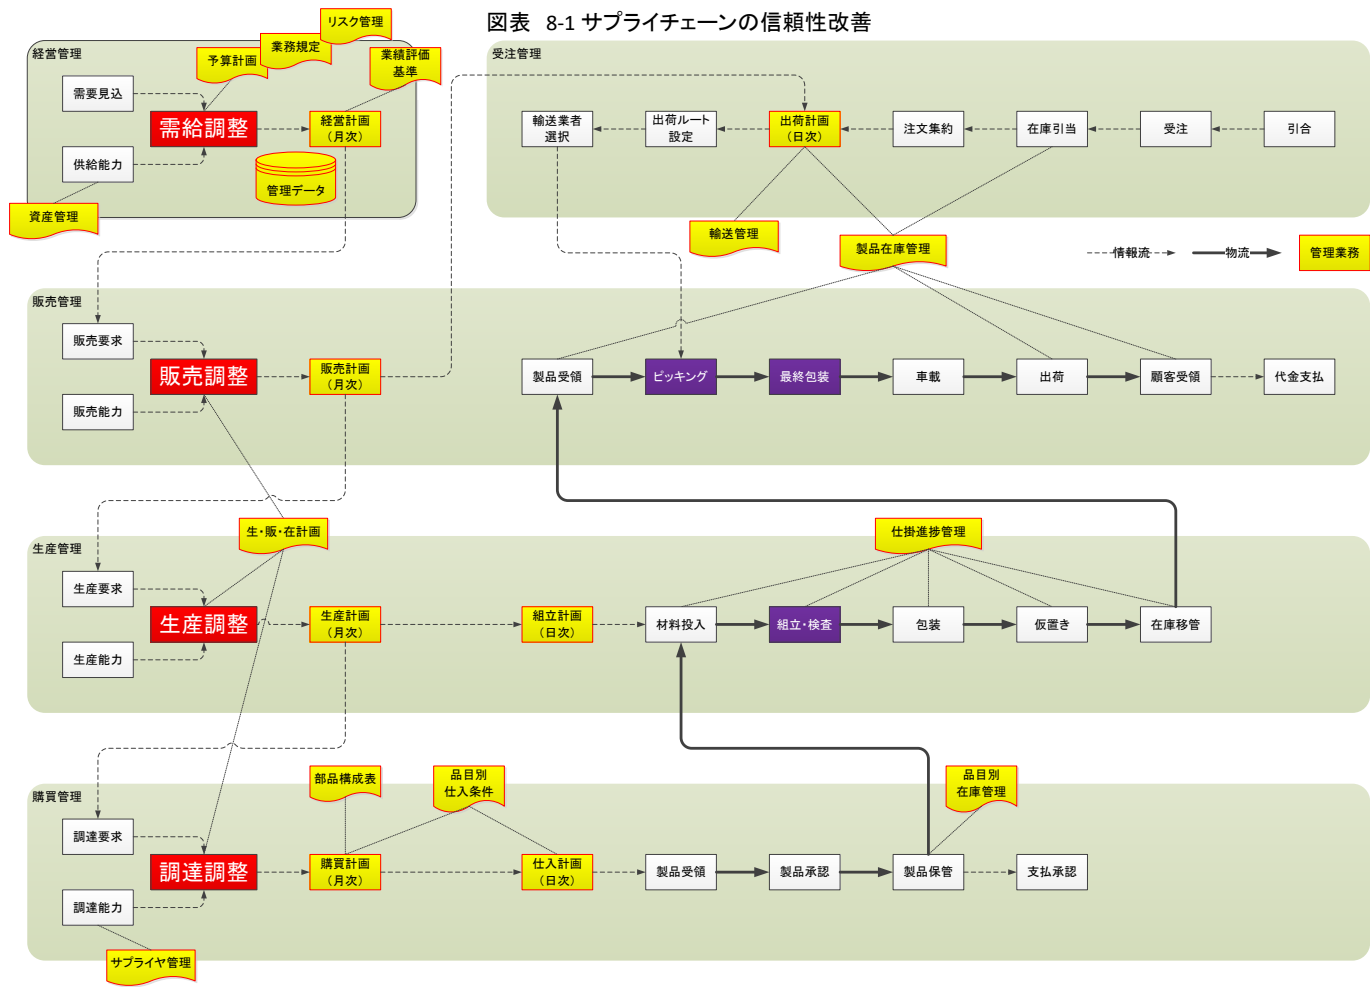 図表 8-1 サプライチェーンの信頼性改善
リスク管理
業務規定
予算計画
業績評価
基準
経営管理
需要見込
需給調整
経営計画
（月次）
供給能力
管理データ
資産管理
受注管理
輸送業者
選択
出荷ルート
設定
出荷計画
（日次）
注文集約
在庫引当
受注
引合
輸送管理
製品在庫管理
情報流
物流
管理業務
販売管理
販売要求
販売調整
販売計画
（月次）
販売能力
製品受領
ピッキング
最終包装
車載
出荷
顧客受領
代金支払
生・販・在計画
仕掛進捗管理
生産管理
生産要求
生産調整
生産計画
（月次）
生産能力
組立計画
（日次）
材料投入
組立・検査
包装
仮置き
在庫移管
部品構成表
品目別
仕入条件
品目別
在庫管理
購買管理
調達要求
調達調整
購買計画
（月次）
調達能力
仕入計画
（日次）
製品受領
製品承認
製品保管
支払承認
サプライヤ管理